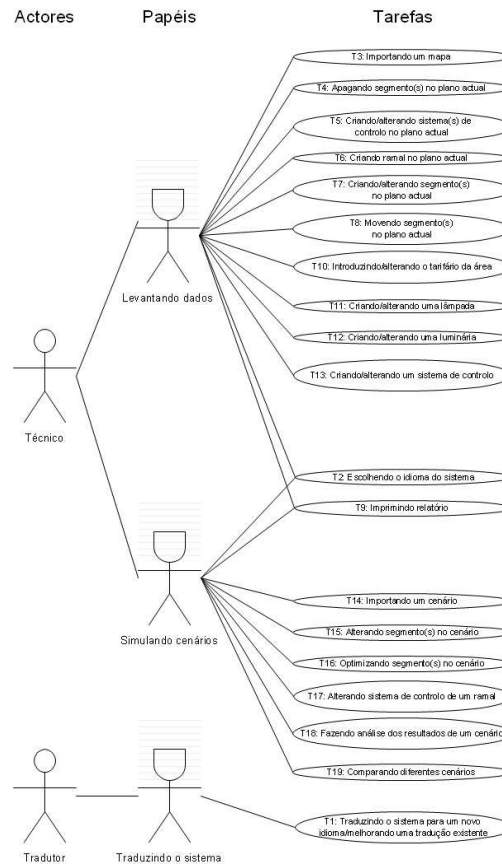 Actores Papéis Tarefas
T3: Importando um mapa
T4: Apagando segmento(s) no plano actual
T5: Criando/alterando sistema(s) de
controlo no plano actual
T6: Criando ramal no plano actual
T7: Criando/alterando segmento(s)
no plano actual
T8: Movendo segmento(s)
no plano actual
T10: Introduzindo/alterando o tarifário da área
Levantando dados
T11: Criando/alterando uma lâmpada
T12: Criando/alterando uma luminária
T13: Criando/alterando um sistema de controlo
Técnico
T2: Escolhendo o idioma do sistema
T9: Imprimindo relatório
T14: Importando um cenário
T15: Alterando segmento(s) no cenário
Simulando cenários
T16: Optimizando segmento(s) no cenário
T17: Alterando sistema de controlo de um ramal
T18: Fazendo análise dos resultados de um cenário
T19: Comparando diferentes cenários
T1: Traduzindo o sistema para um novo
idioma/melhorando uma tradução existente
Tradutor Traduzindo o sistema